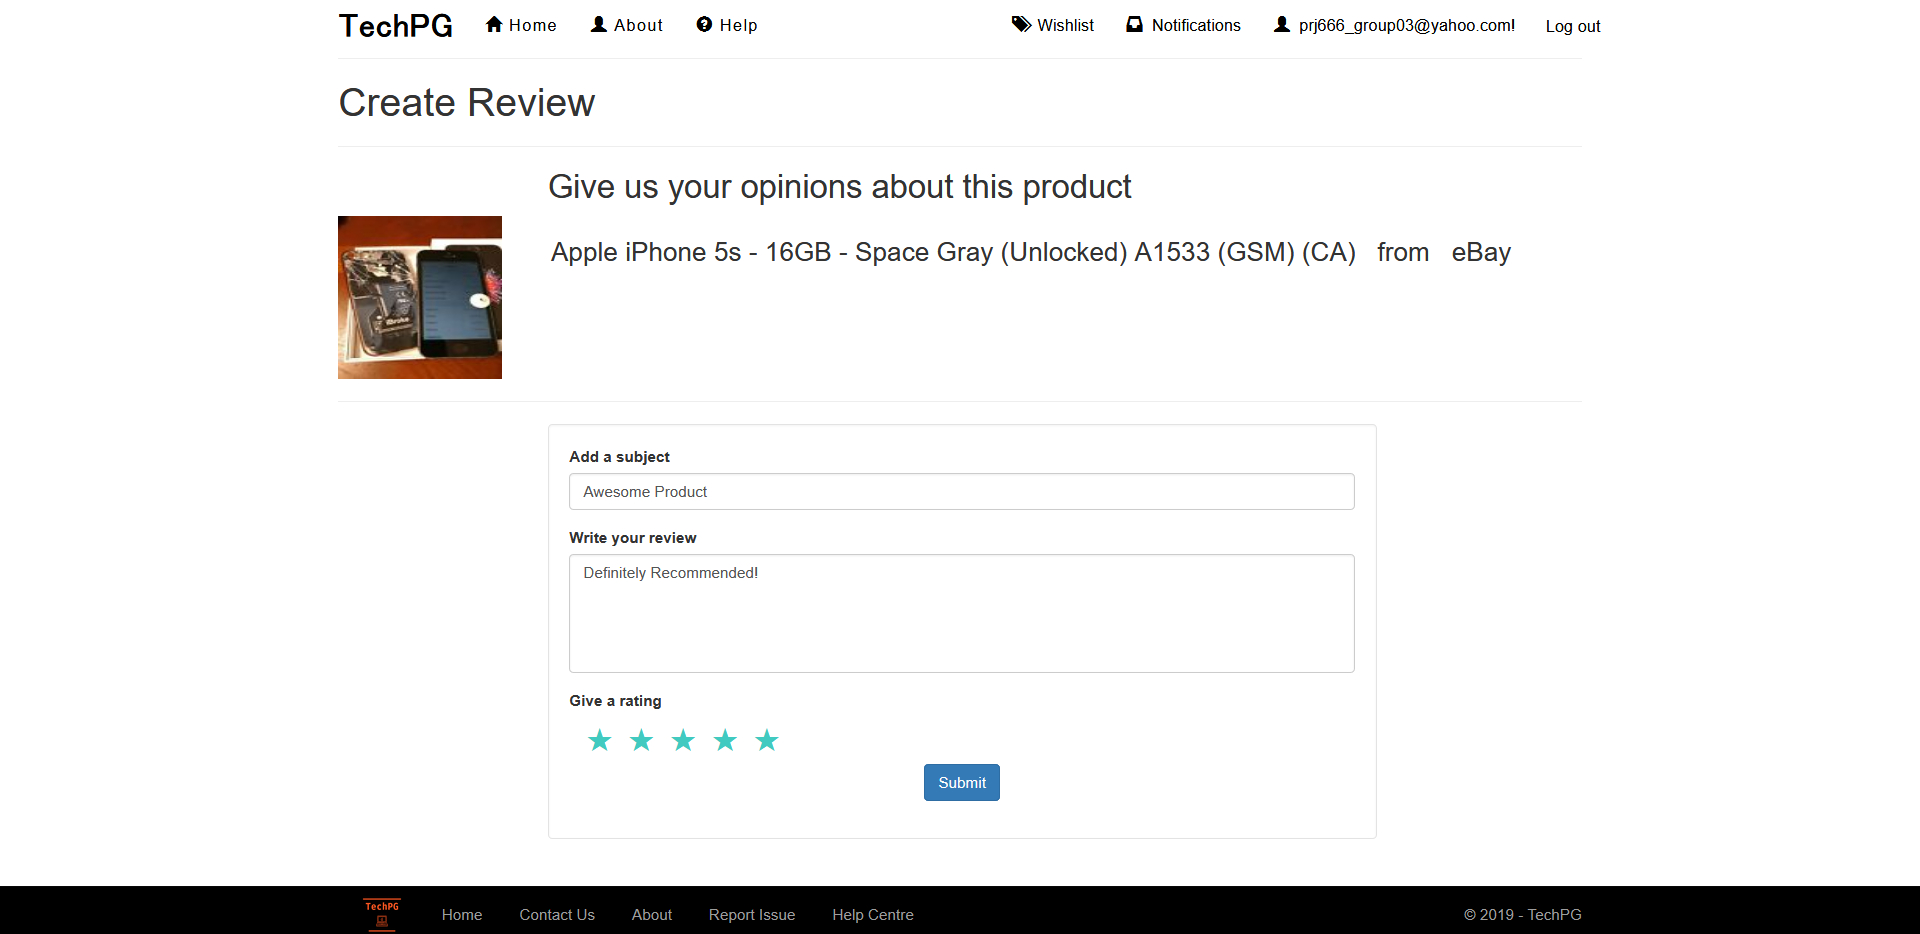 TechPG Home About Help Wishlist Notifications prj666_group03@yahoo.com! Log out
Create Review
Give us your opinions about this product
Apple iPhone 5s - 16GB - Space Gray (Unlocked) A1533 (GSM) (CA) from eBay
Add a subject
Awesome Product
Write your review
Definitely Recommended!
Give a rating
Submit
TechPG Home Contact Us About Report Issue Help Centre © 2019 - TechPG